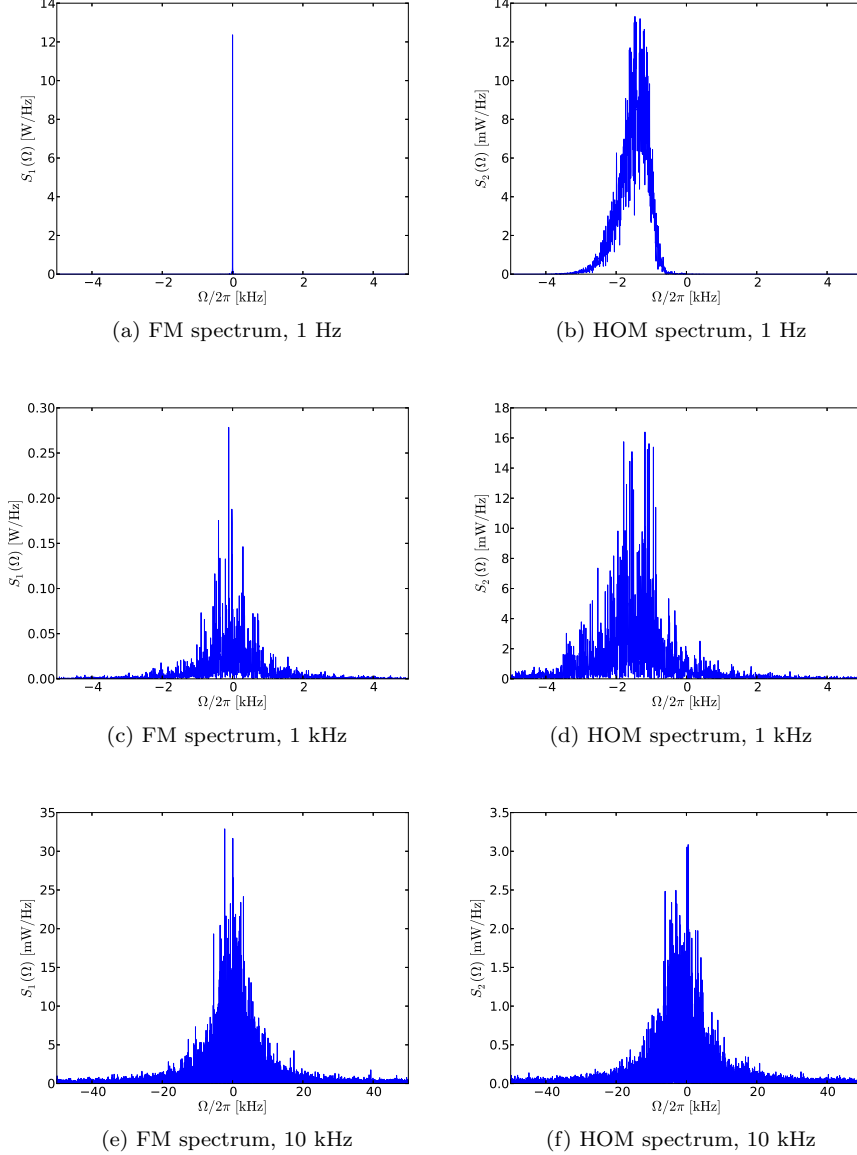 14
12
10
8
6
4
2
0
S₁(Ω) [W/Hz]
−4 −2 0 2 4
Ω/2π [kHz]
(a) FM spectrum, 1 Hz
14
12
10
8
6
4
2
0
S₂(Ω) [mW/Hz]
−4 −2 0 2 4
Ω/2π [kHz]
(b) HOM spectrum, 1 Hz
0.30
0.25
0.20
0.15
0.10
0.05
0.00
S₁(Ω) [W/Hz]
−4 −2 0 2 4
Ω/2π [kHz]
(c) FM spectrum, 1 kHz
18
16
14
12
10
8
6
4
2
0
S₂(Ω) [mW/Hz]
−4 −2 0 2 4
Ω/2π [kHz]
(d) HOM spectrum, 1 kHz
35
30
25
20
15
10
5
0
S₁(Ω) [mW/Hz]
−40 −20 0 20 40
Ω/2π [kHz]
(e) FM spectrum, 10 kHz
3.5
3.0
2.5
2.0
1.5
1.0
0.5
0.0
S₂(Ω) [mW/Hz]
−40 −20 0 20 40
Ω/2π [kHz]
(f) HOM spectrum, 10 kHz